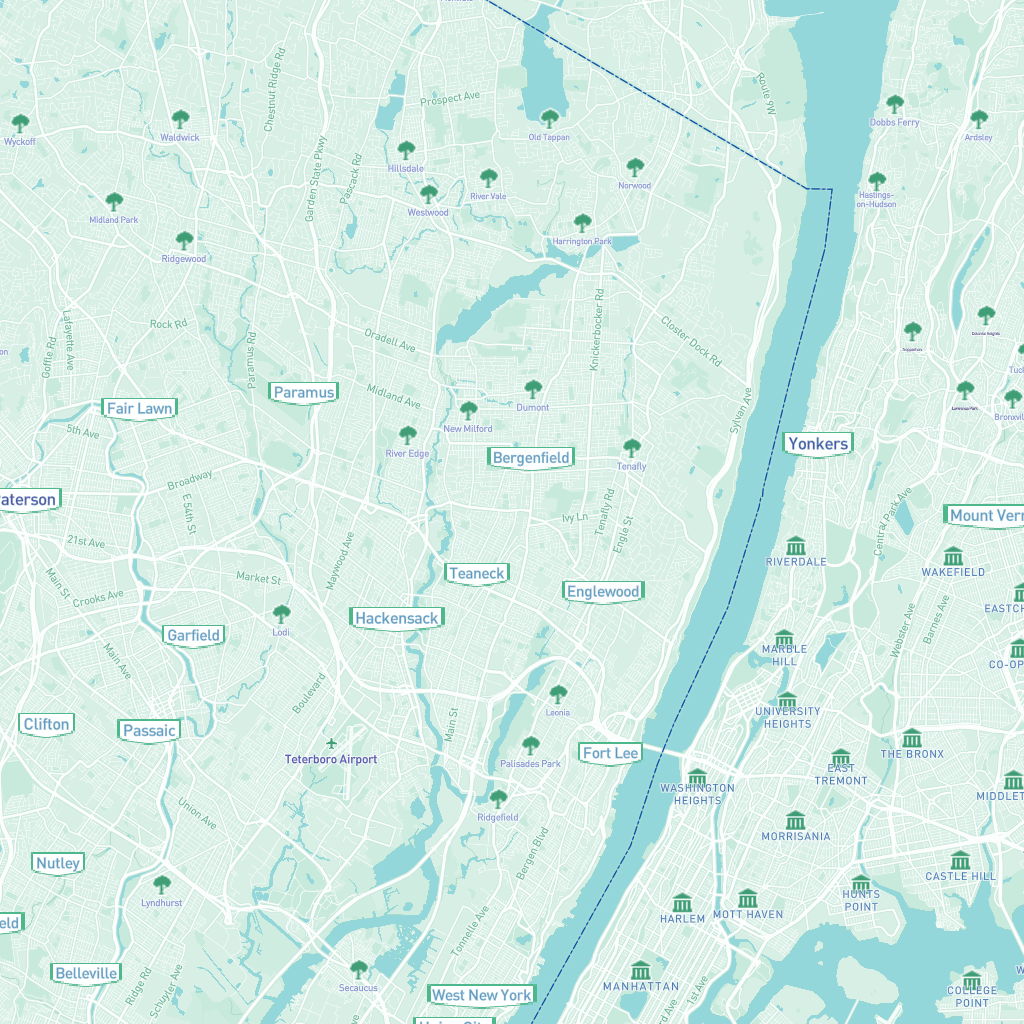 Prospect Ave
Chestnut Ridge Rd
Route 9W
Wyckoff
Waldwick
Old Tappan
Dobbs Ferry
Ardsley
Hillsdale
Garden State Pkwy
Pascack Rd
River Vale
Norwood
Westwood
Hastings-
on-Hudson
Midland Park
Harrington Park
Ridgewood
Rock Rd
Lafayette Ave
Goffle Rd
Paramus Rd
Oradell Ave
Knickerbocker Rd
Closter Dock Rd
Paramus
Midland Ave
Sylvan Ave
Fair Lawn
Dumont
New Milford
5th Ave
River Edge
Yonkers
Bergenfield
Tenafly
Broadway
E 54th St
Ivy Ln
Tenafly Rd
Engle St
Central Park Ave
21st Ave
Maywood Ave
RIVERDALE
WAKEFIELD
Main St
Market St
Teaneck
Crooks Ave
Englewood
Hackensack
Webster Ave
Barnes Ave
Garfield
Lodi
MARBLE
HILL
Main Ave
Boulevard
Main St
Leonia
UNIVERSITY
HEIGHTS
Clifton
Passaic
Teterboro Airport
Palisades Park
Fort Lee
THE BRONX
EAST
TREMONT
WASHINGTON
HEIGHTS
Union Ave
Ridgefield
MORRISANIA
Bergen Blvd
Nutley
CASTLE HILL
Lyndhurst
HUNTS
POINT
HARLEM
MOTT HAVEN
Tonnelle Ave
Belleville
Ridge Rd
Schuyler Ave
Secaucus
MANHATTAN
1st Ave
West New York
COLLEGE
POINT